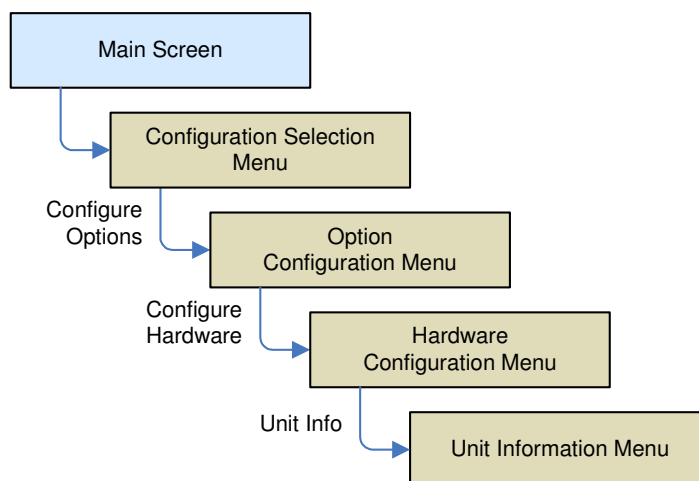 Main Screen
Configuration Selection
Menu
Configure
Options
Option
Configuration Menu
Configure
Hardware
Hardware
Configuration Menu
Unit Info
Unit Information Menu